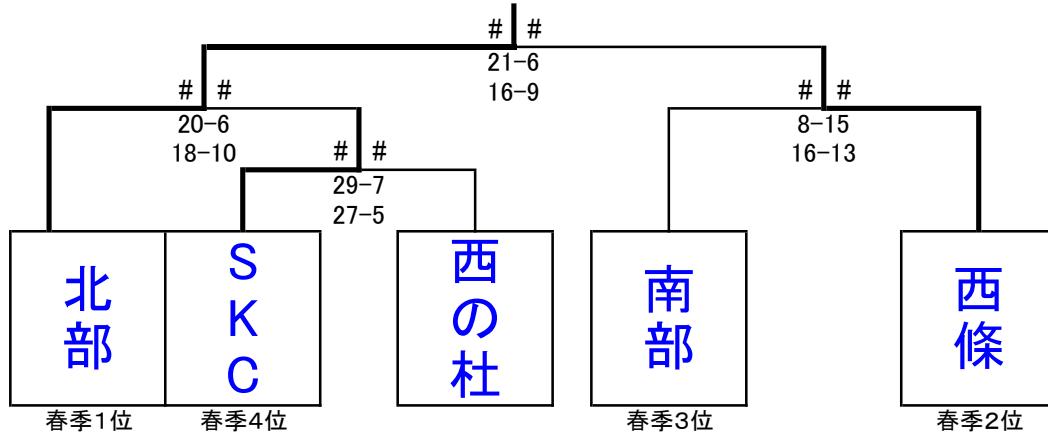 # #
21-6
16-9
# #
20-6
18-10
# #
8-15
16-13
# #
29-7
27-5
北部
SKC
西の杜
南部
西條
春季1位
春季4位
春季3位
春季2位